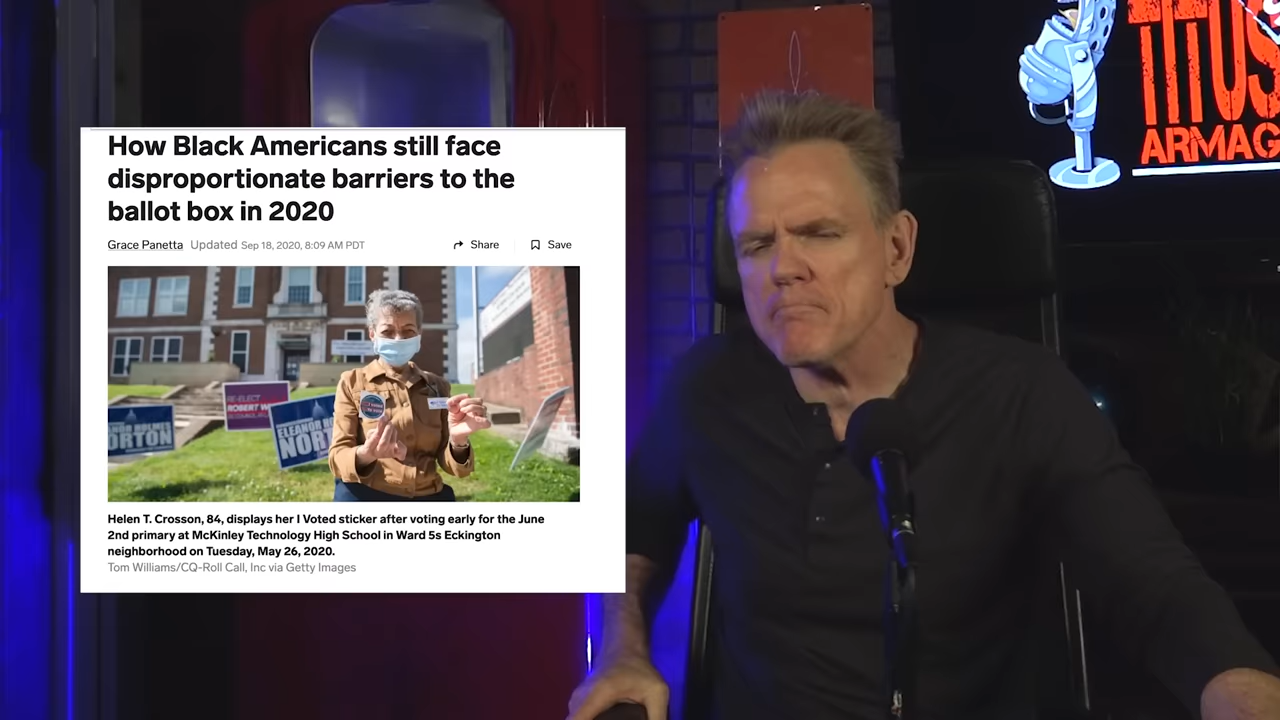 How Black Americans still face
disproportionate barriers to the
ballot box in 2020
Grace Panetta Updated Sep 18, 2020, 8:09 AM PDT
Share Save
RE-ELECT
ROBERT W
ELEANOR HOLMES
NORTON
Helen T. Crosson, 84, displays her I Voted sticker after voting early for the June
2nd primary at McKinley Technology High School in Ward 5s Eckington
neighborhood on Tuesday, May 26, 2020.
Tom Williams/CQ-Roll Call, Inc via Getty Images
TITUS
ARMAG